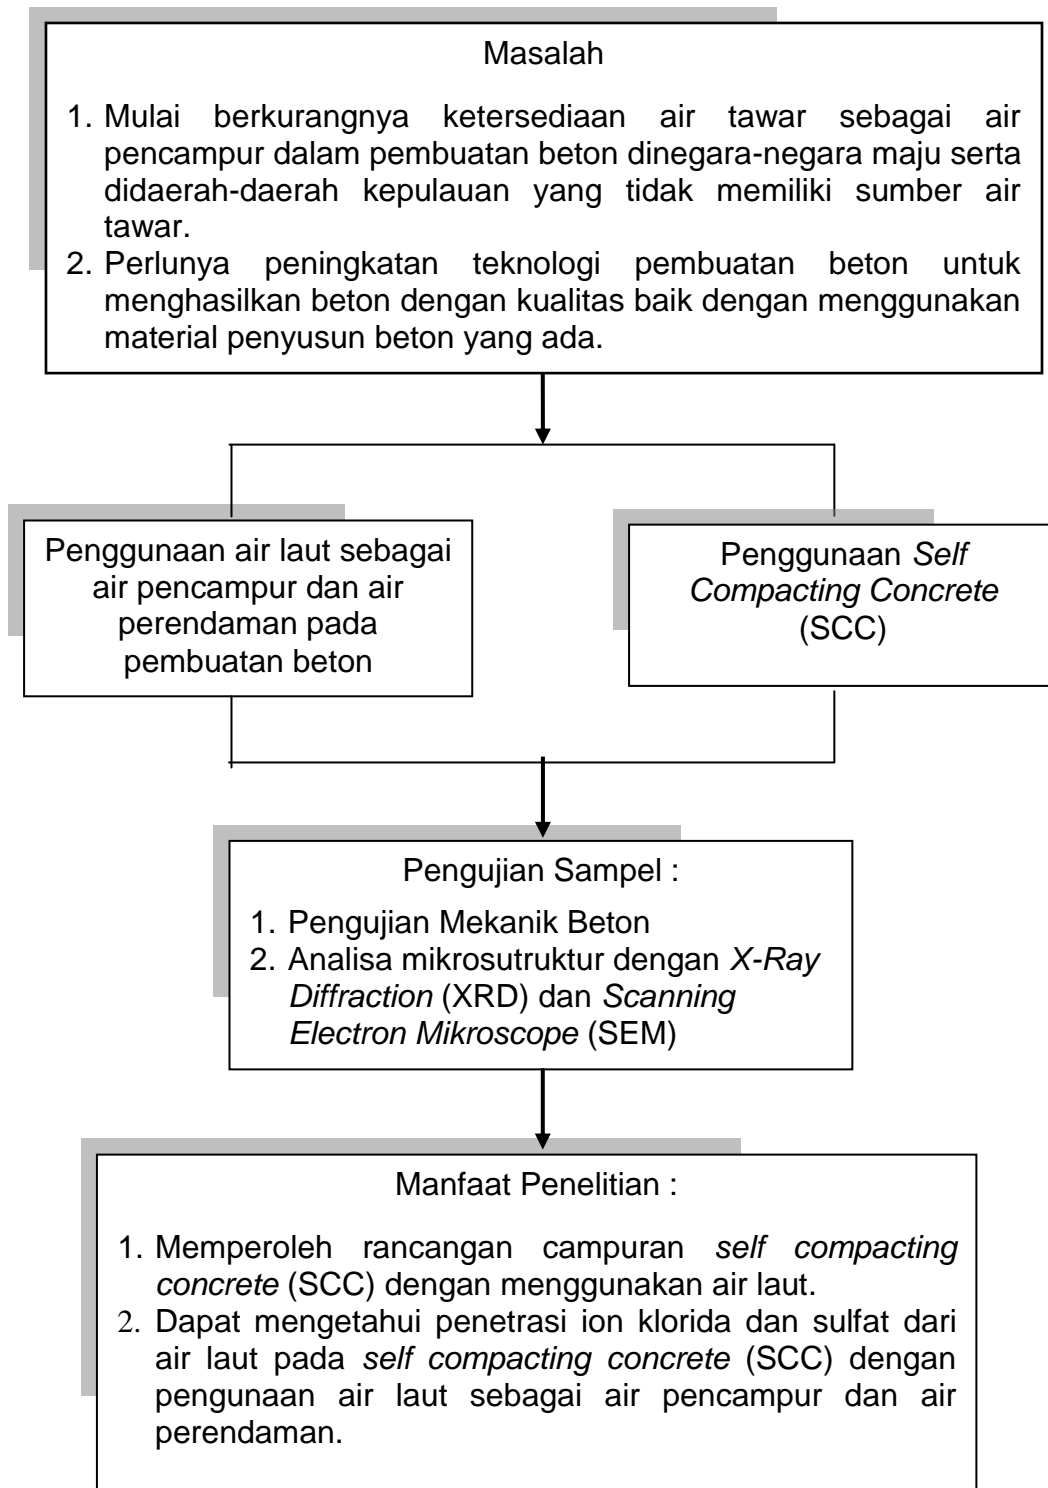 Masalah
1. Mulai berkurangnya ketersediaan air tawar sebagai air
pencampur dalam pembuatan beton dinegara-negara maju serta
didaerah-daerah kepulauan yang tidak memiliki sumber air
tawar.
2. Perlunya peningkatan teknologi pembuatan beton untuk
menghasilkan beton dengan kualitas baik dengan menggunakan
material penyusun beton yang ada.
Penggunaan air laut sebagai
air pencampur dan air
perendaman pada
pembuatan beton
Penggunaan Self
Compacting Concrete
(SCC)
Pengujian Sampel :
1. Pengujian Mekanik Beton
2. Analisa mikrosutruktur dengan X-Ray
Diffraction (XRD) dan Scanning
Electron Mikroscope (SEM)
Manfaat Penelitian :
1. Memperoleh rancangan campuran self compacting
concrete (SCC) dengan menggunakan air laut.
2. Dapat mengetahui penetrasi ion klorida dan sulfat dari
air laut pada self compacting concrete (SCC) dengan
pengunaan air laut sebagai air pencampur dan air
perendaman.